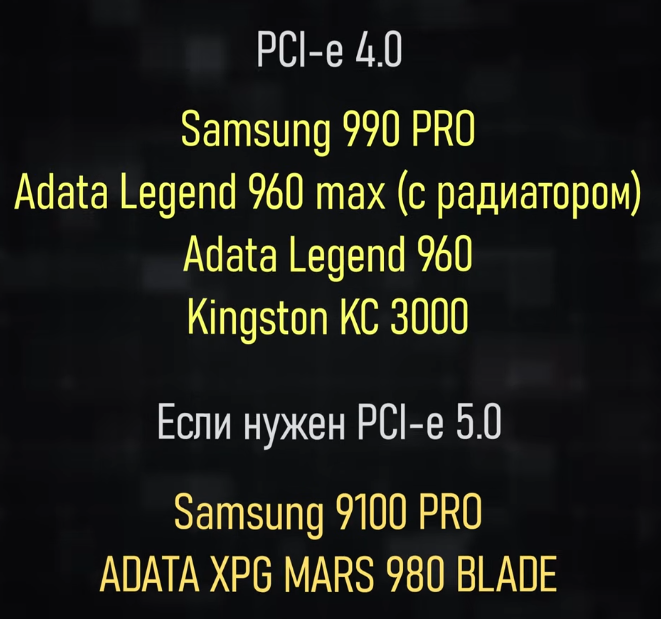 PCI-e 4.0
Samsung 990 PRO
Adata Legend 960 max (с радиатором)
Adata Legend 960
Kingston KC 3000
Если нужен PCI-e 5.0
Samsung 9100 PRO
ADATA XPG MARS 980 BLADE